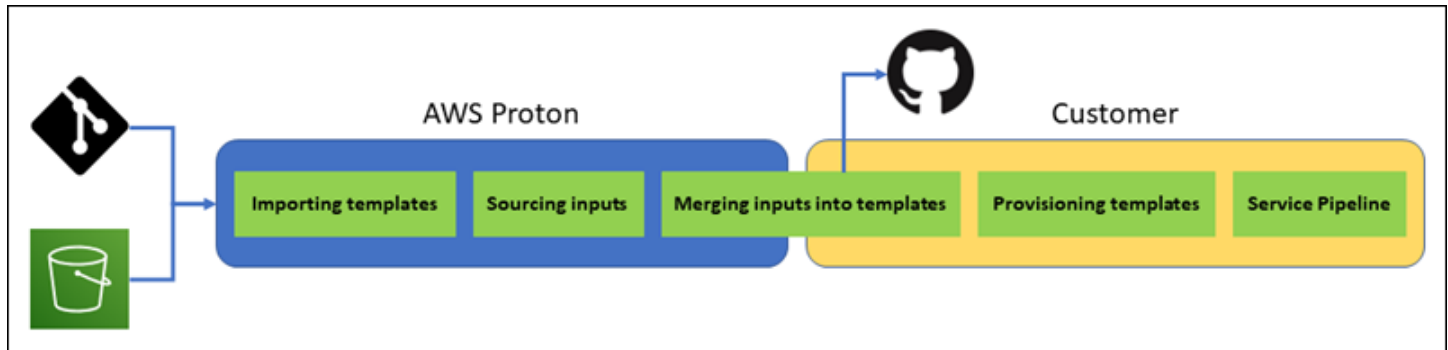 AWS Proton
Customer
Importing templates
Sourcing inputs
Merging inputs into templates
Provisioning templates
Service Pipeline